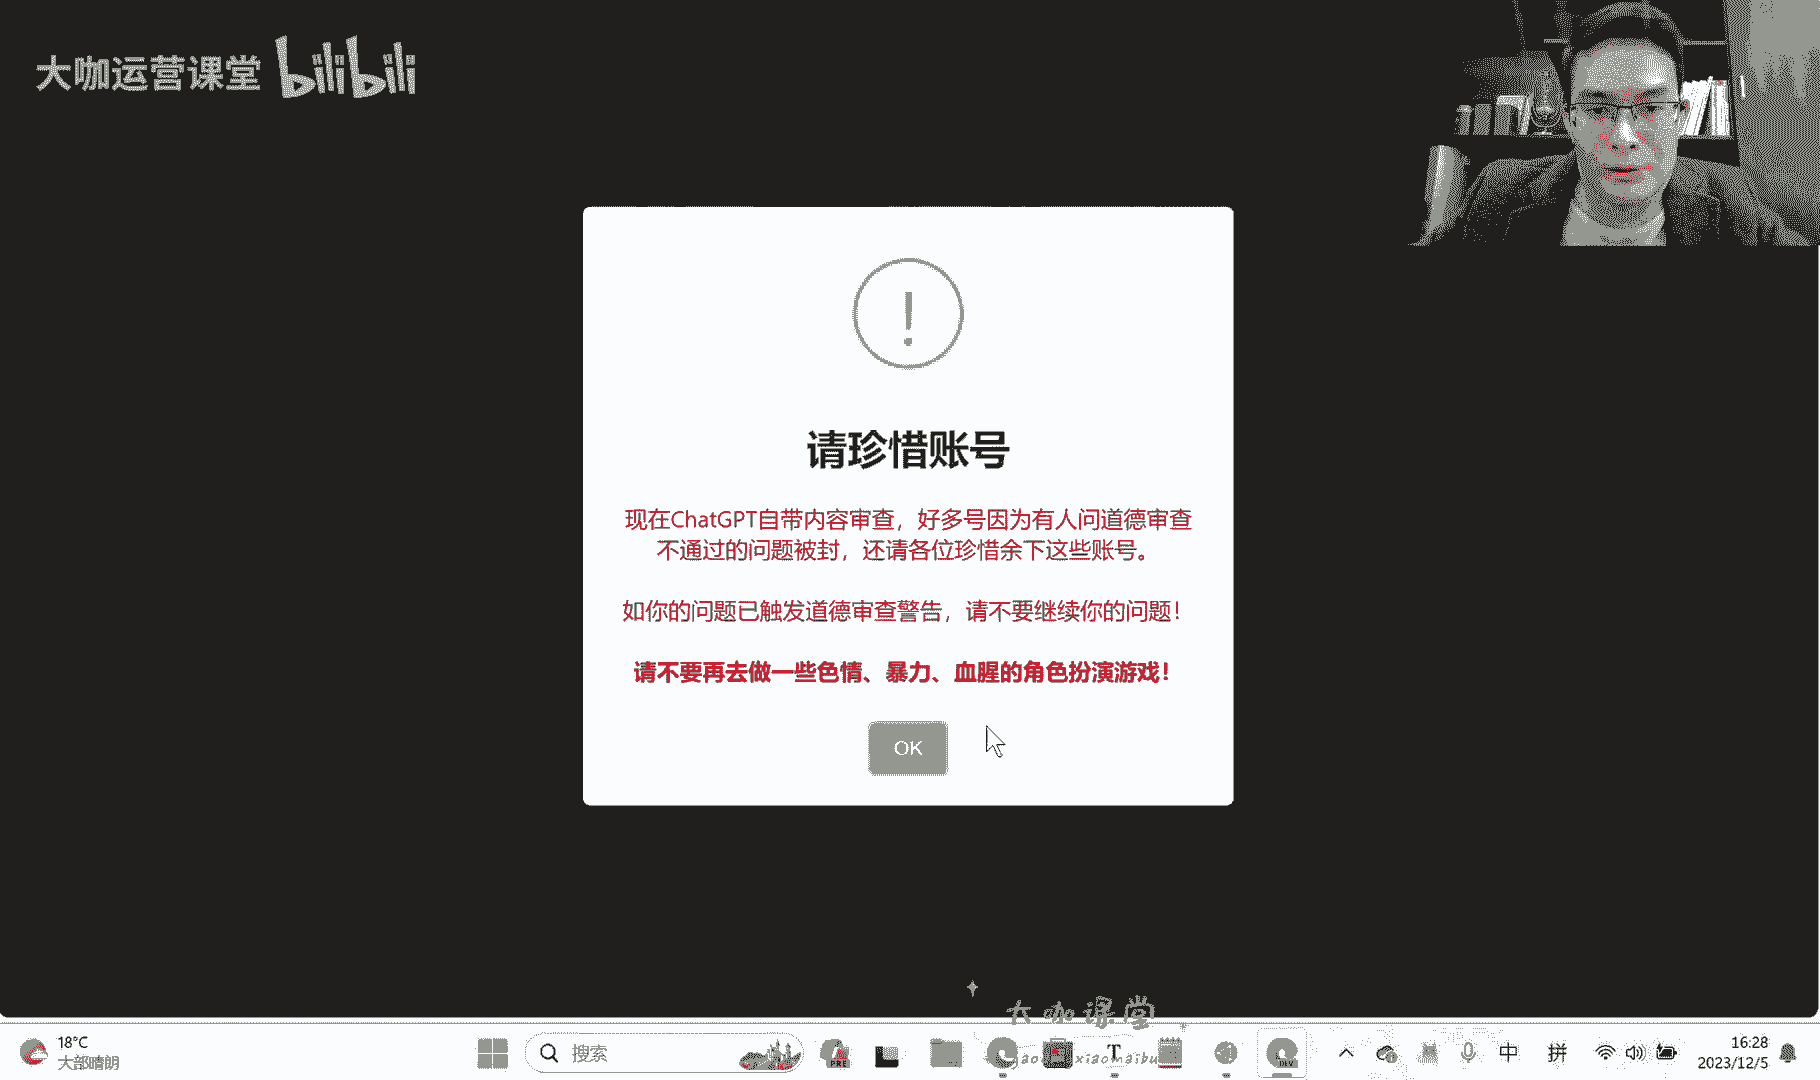 大咖运营课堂 bilibili
请珍惜账号
现在ChatGPT自带内容审查，好多号因为有人问道德审查
不通过的问题被封，还请各位珍惜余下这些账号。
如你的问题已触发道德审查警告，请不要继续你的问题！
请不要再去做一些色情、暴力、血腥的角色扮演游戏！
OK
大咖课堂
18°C
大部晴朗
搜索
PRE
T
DEV
中
拼
16:28
2023/12/5